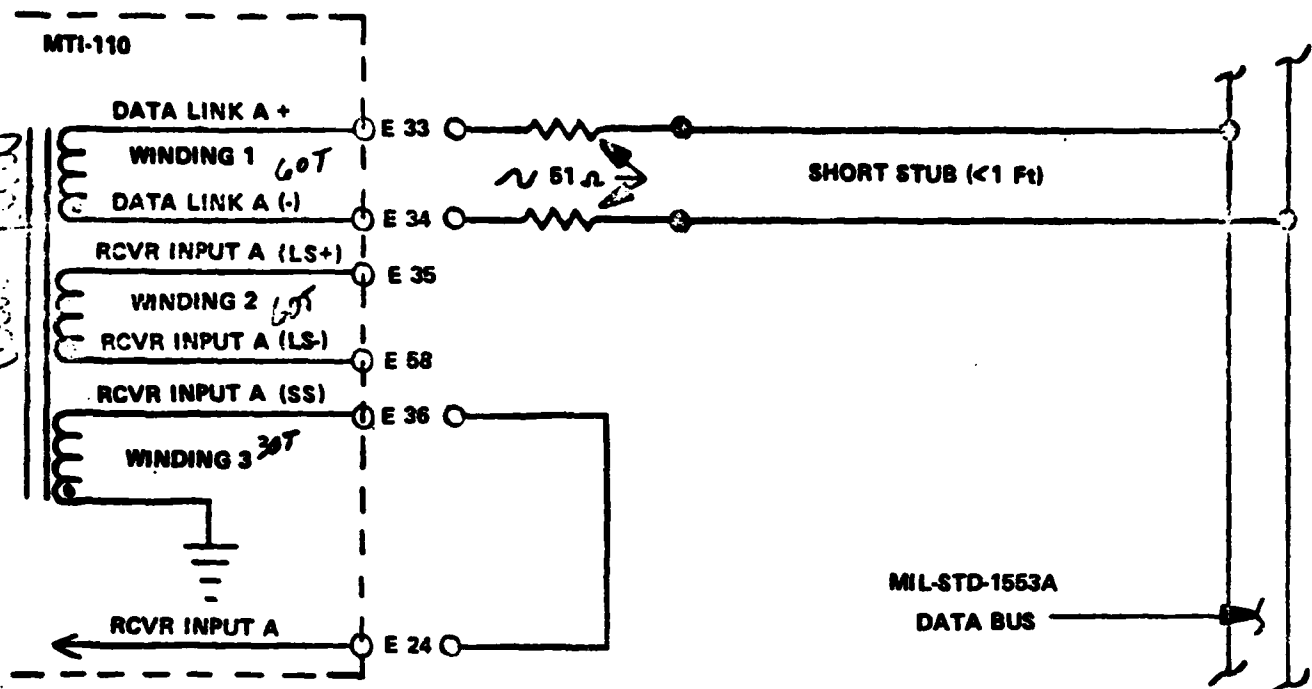 MTI-110
DATA LINK A +
E 33
WINDING 1 60T
∿ 51 Ω
SHORT STUB (<1 Ft)
DATA LINK A (-)
E 34
RCVR INPUT A (LS+)
E 35
WINDING 2 60T
RCVR INPUT A (LS-)
E 58
RCVR INPUT A (SS)
E 36
WINDING 3 30T
MIL-STD-1553A
DATA BUS
RCVR INPUT A
E 24